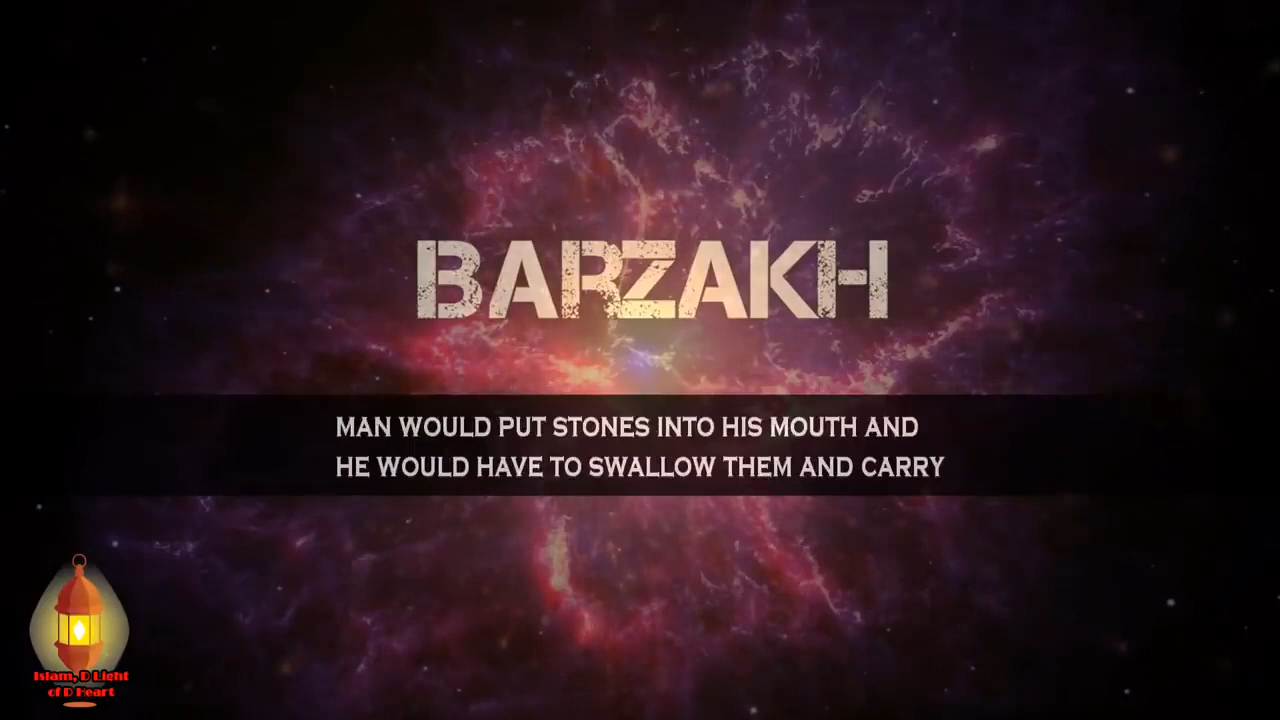 BARZAKH
MAN WOULD PUT STONES INTO HIS MOUTH AND
HE WOULD HAVE TO SWALLOW THEM AND CARRY
Islam, D Light
of D Heart